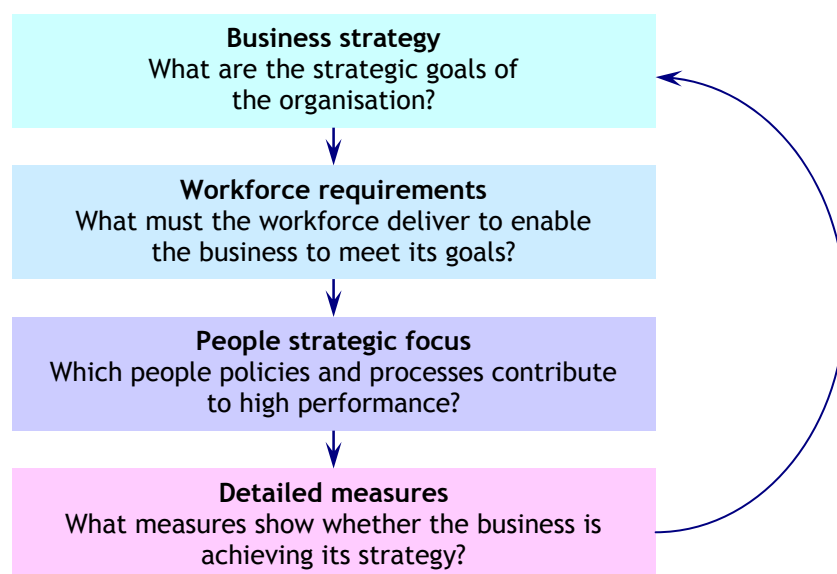 Business strategy
What are the strategic goals of
the organisation?
Workforce requirements
What must the workforce deliver to enable
the business to meet its goals?
People strategic focus
Which people policies and processes contribute
to high performance?
Detailed measures
What measures show whether the business is
achieving its strategy?